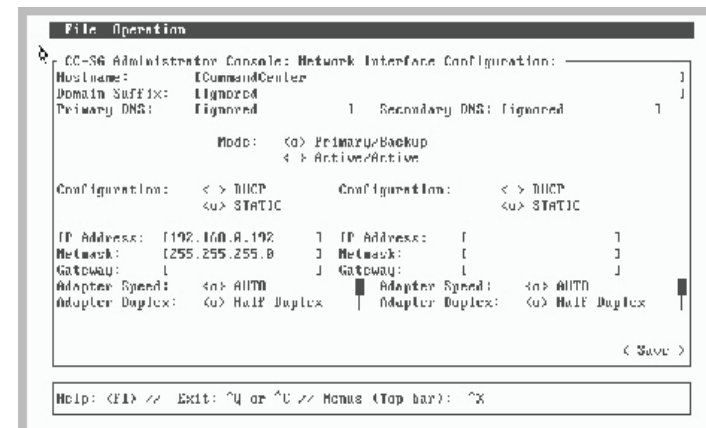 File Operation
CC-SG Administrator Console: Network Interface Configuration:
Hostname: [CommandCenter ]
Domain Suffix: [ignored ]
Primary DNS: [ignored ] Secondary DNS: [ignored ]
Mode: <o> Primary/Backup
< > Active/Active
Configuration: < > DHCP Configuration: < > DHCP
<o> STATIC <o> STATIC
IP Address: [192.168.0.192 ] IP Address: [ ]
Netmask: [255.255.255.0 ] Netmask: [ ]
Gateway: [ ] Gateway: [ ]
Adapter Speed: <o> AUTO Adapter Speed: <o> AUTO
Adapter Duplex: <o> Half Duplex Adapter Duplex: <o> Half Duplex
< Save >
Help: <F1> // Exit: ^Q or ^C // Menus (Top bar): ^X